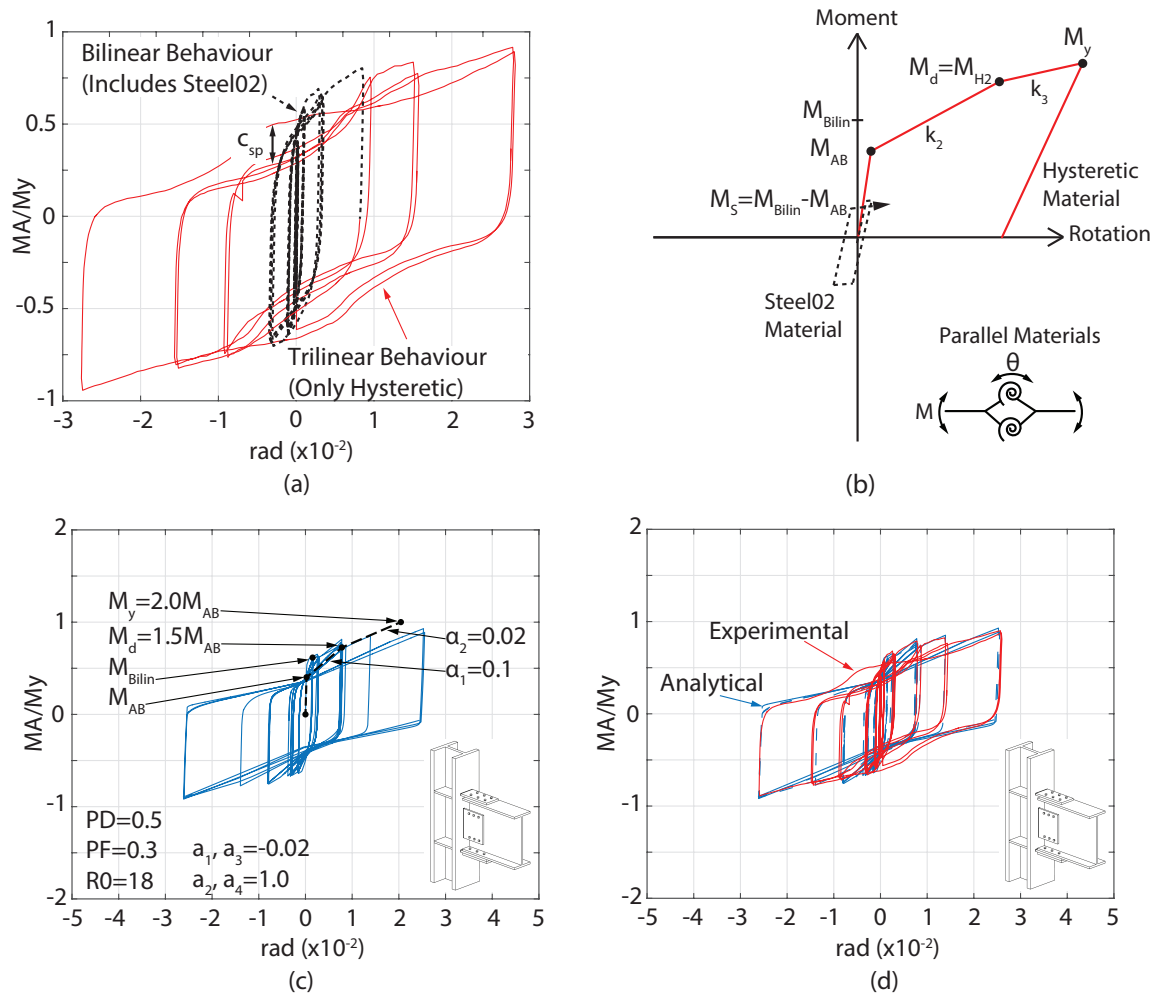 Bilinear Behaviour
(Includes Steel02)
c_sp
Trilinear Behaviour
(Only Hysteretic)
MA/My
1
0.5
0
-0.5
-1
-3 -2 -1 0 1 2 3
rad (x10⁻²)
(a)
Moment
M_y
M_d=M_H2
k_3
M_Bilin
k_2
M_AB
M_S=M_Bilin-M_AB
Hysteretic
Material
Rotation
Steel02
Material
Parallel Materials
θ
M
(b)
MA/My
2
1
0
-1
-2
M_y=2.0M_AB
M_d=1.5M_AB
M_Bilin
M_AB
α_2=0.02
α_1=0.1
PD=0.5
PF=0.3 a_1, a_3=-0.02
R0=18 a_2, a_4=1.0
-5 -4 -3 -2 -1 0 1 2 3 4 5
rad (x10⁻²)
(c)
MA/My
2
1
0
-1
-2
Experimental
Analytical
-5 -4 -3 -2 -1 0 1 2 3 4 5
rad (x10⁻²)
(d)